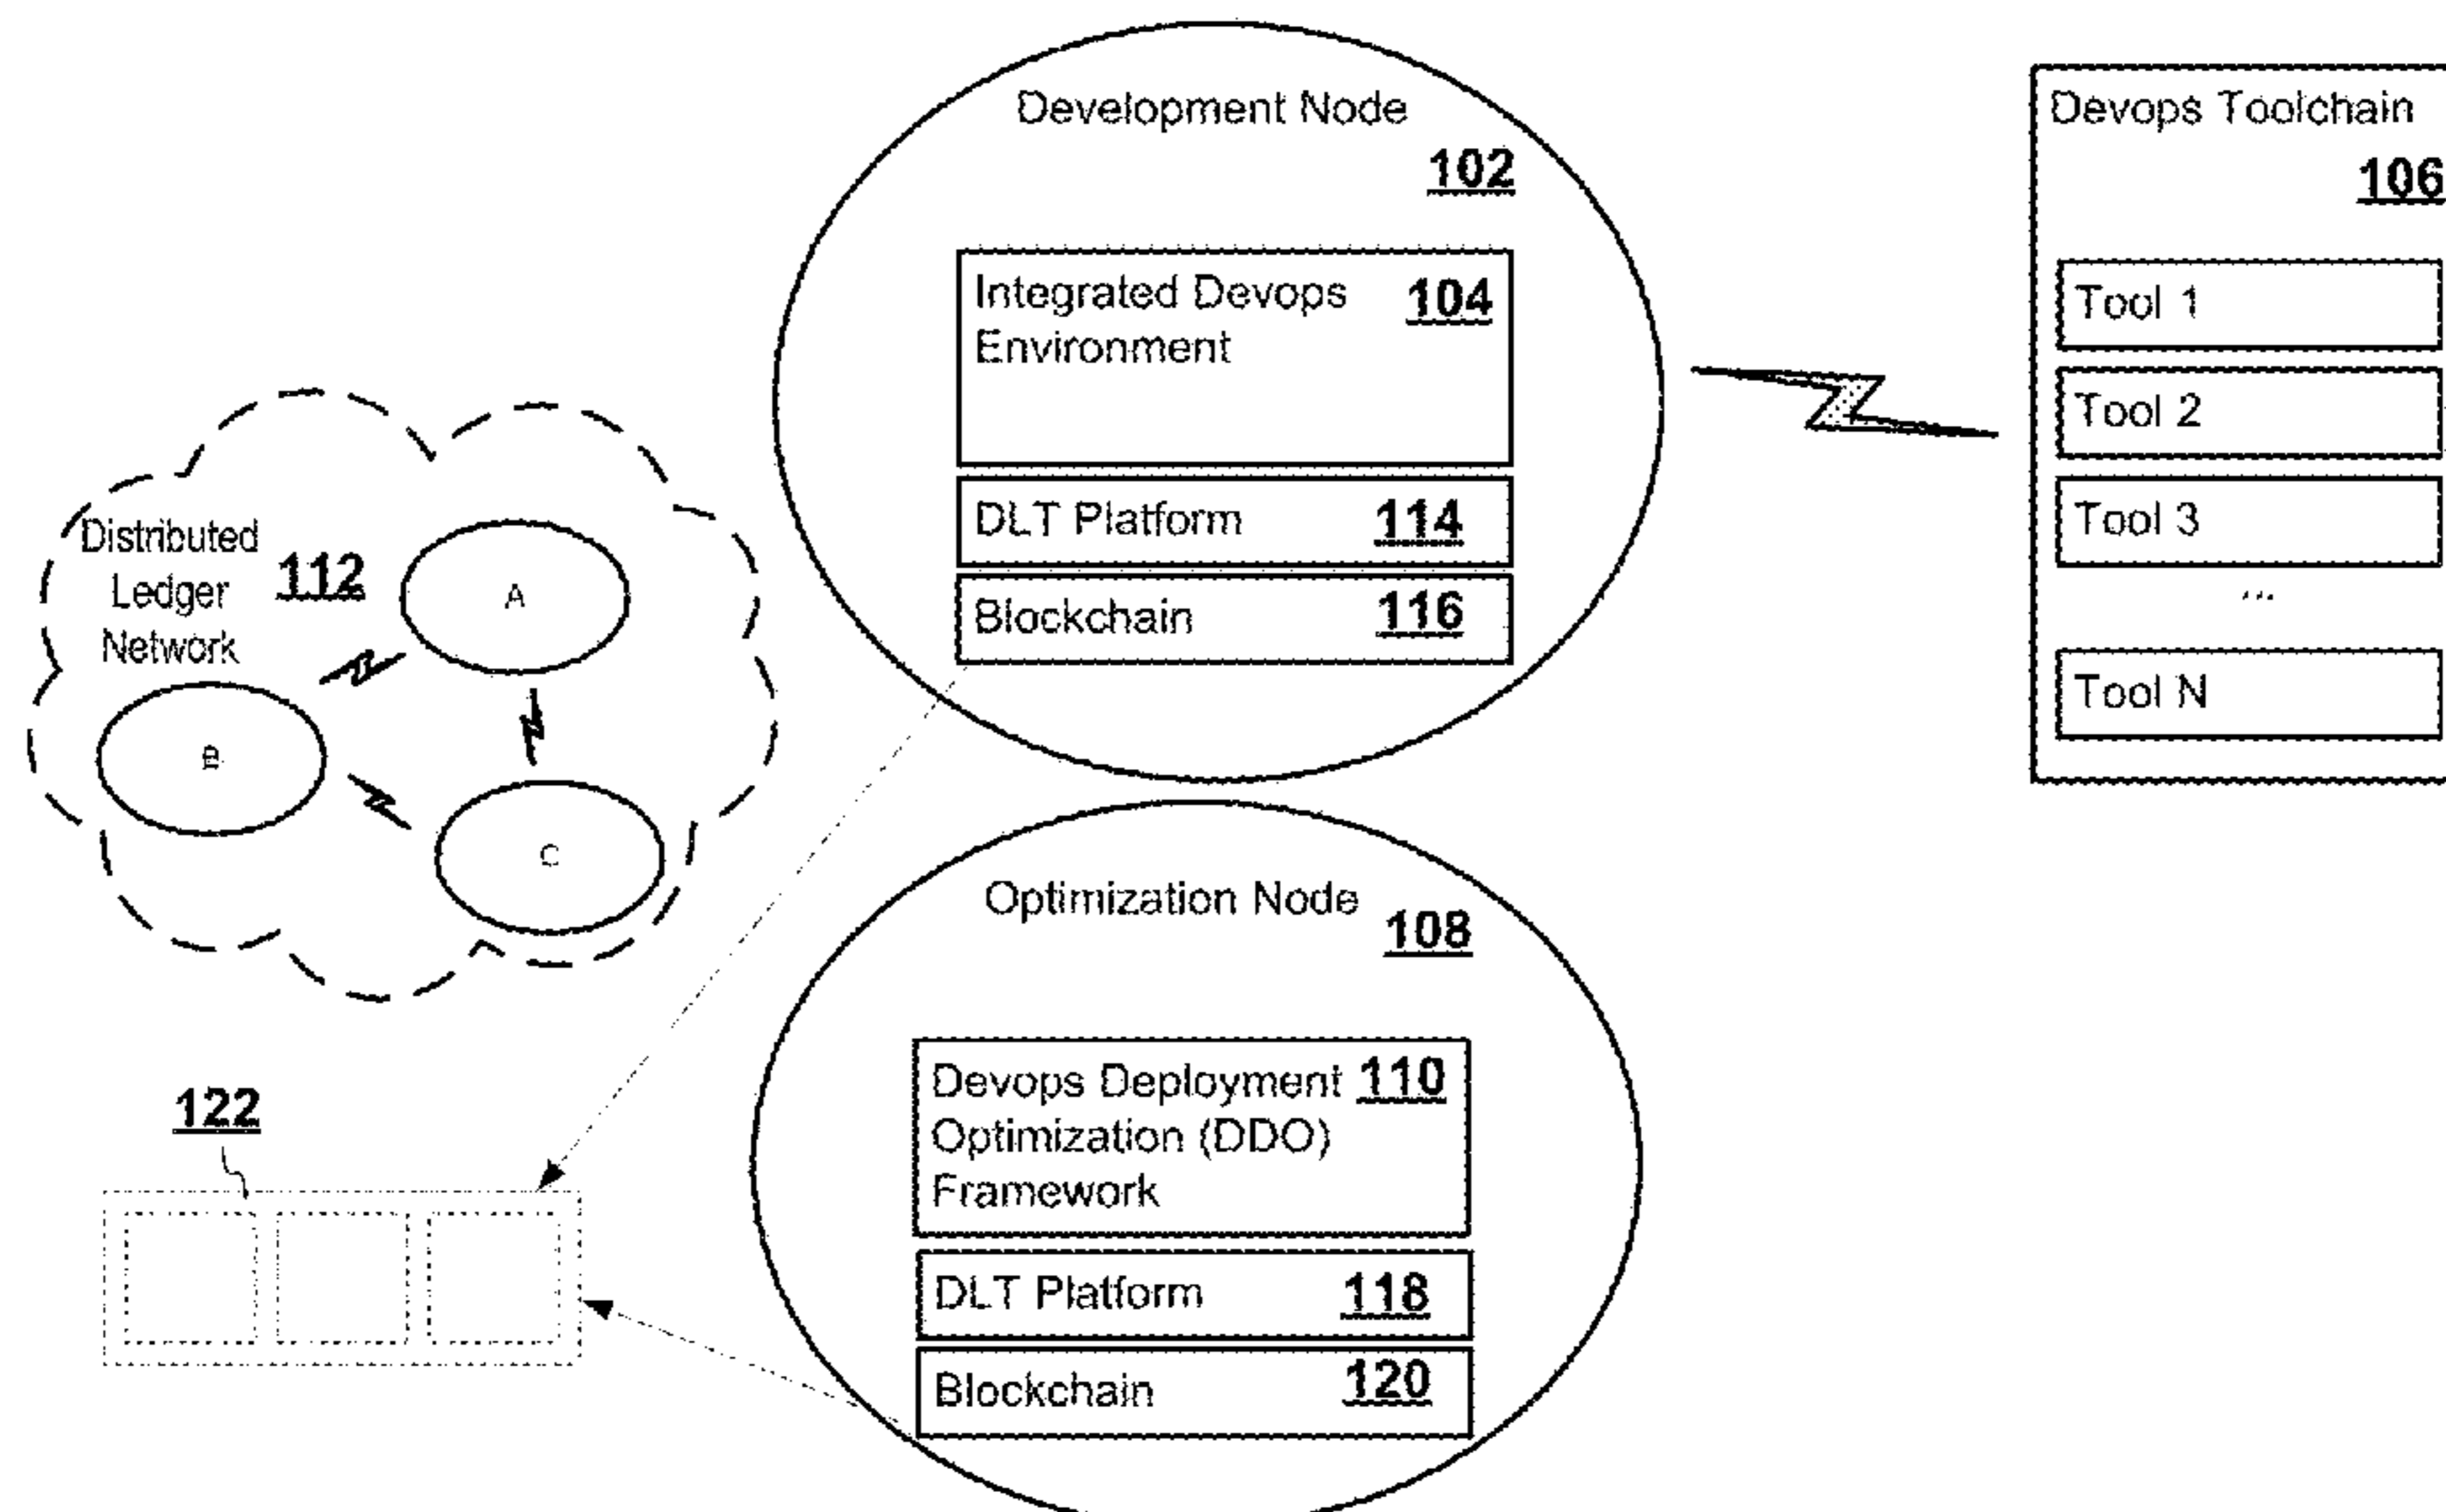 Development Node
102
Integrated Devops 104
Environment
DLT Platform 114
Blockchain 116
Devops Toolchain
106
Tool 1
Tool 2
Tool 3
...
Tool N
Distributed
Ledger 112
Network
A
B
C
Optimization Node
108
Devops Deployment 110
Optimization (DDO)
Framework
DLT Platform 118
Blockchain 120
122